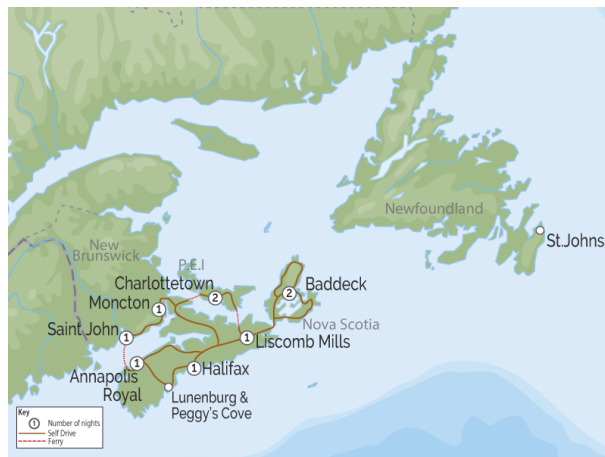 Newfoundland
St.Johns
New
Brunswick
P.E.I
Charlottetown
2
Baddeck
2
Moncton
1
Nova Scotia
Saint John
1
1
Liscomb Mills
Annapolis
Royal
1
1
Halifax
Lunenburg &
Peggy's Cove
Key
1 Number of nights
Self Drive
Ferry